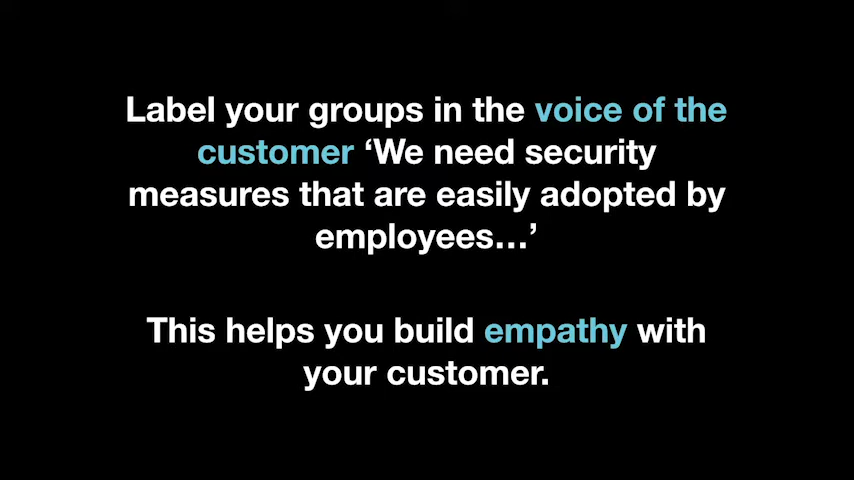 Label your groups in the voice of the
customer ‘We need security
measures that are easily adopted by
employees...’
This helps you build empathy with
your customer.